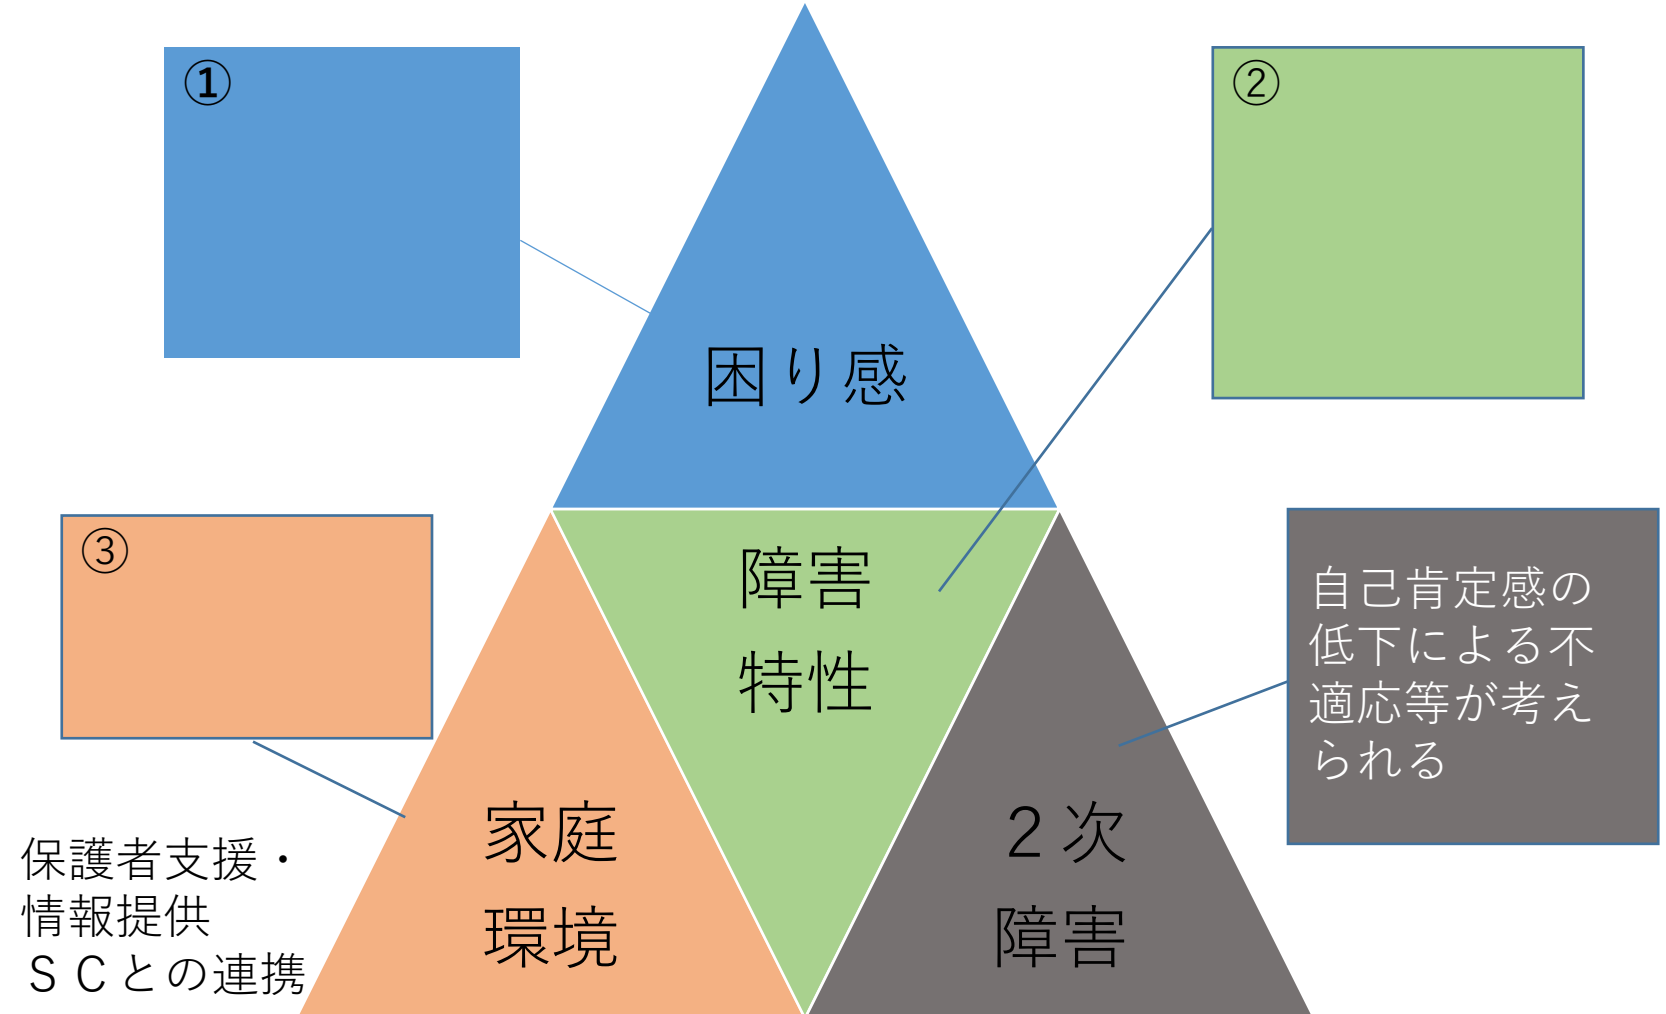 ①
②
困り感
③
障害
特性
自己肯定感の
低下による不
適応等が考え
られる
家庭
環境
２次
障害
保護者支援・
情報提供
ＳＣとの連携